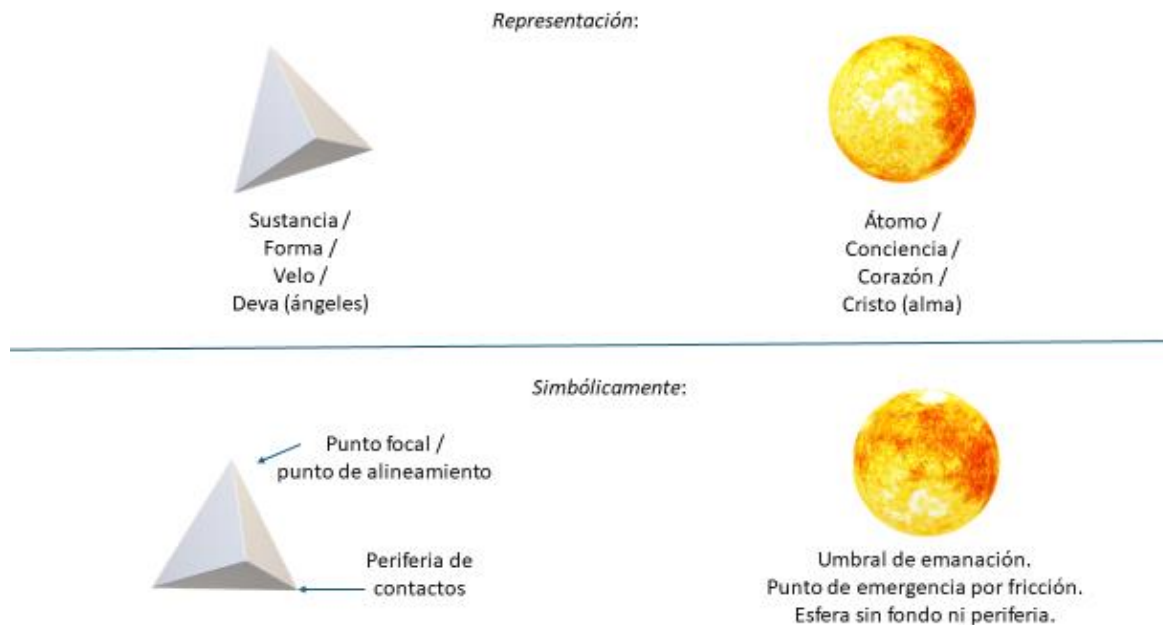 Representación:
Sustancia /
Forma /
Velo /
Deva (ángeles)
Átomo /
Conciencia /
Corazón /
Cristo (alma)
Simbólicamente:
Punto focal /
punto de alineamiento
Periferia de
contactos
Umbral de emanación.
Punto de emergencia por fricción.
Esfera sin fondo ni periferia.